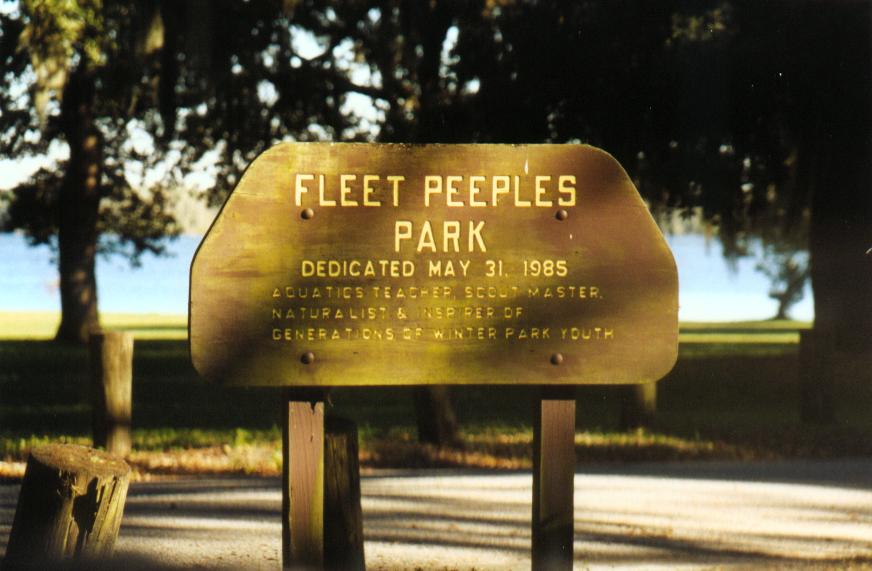 FLEET PEEPLES
PARK
DEDICATED MAY 31, 1985
AQUATICS TEACHER, SCOUT MASTER,
NATURALIST & INSPIRER OF
GENERATIONS OF WINTER PARK YOUTH